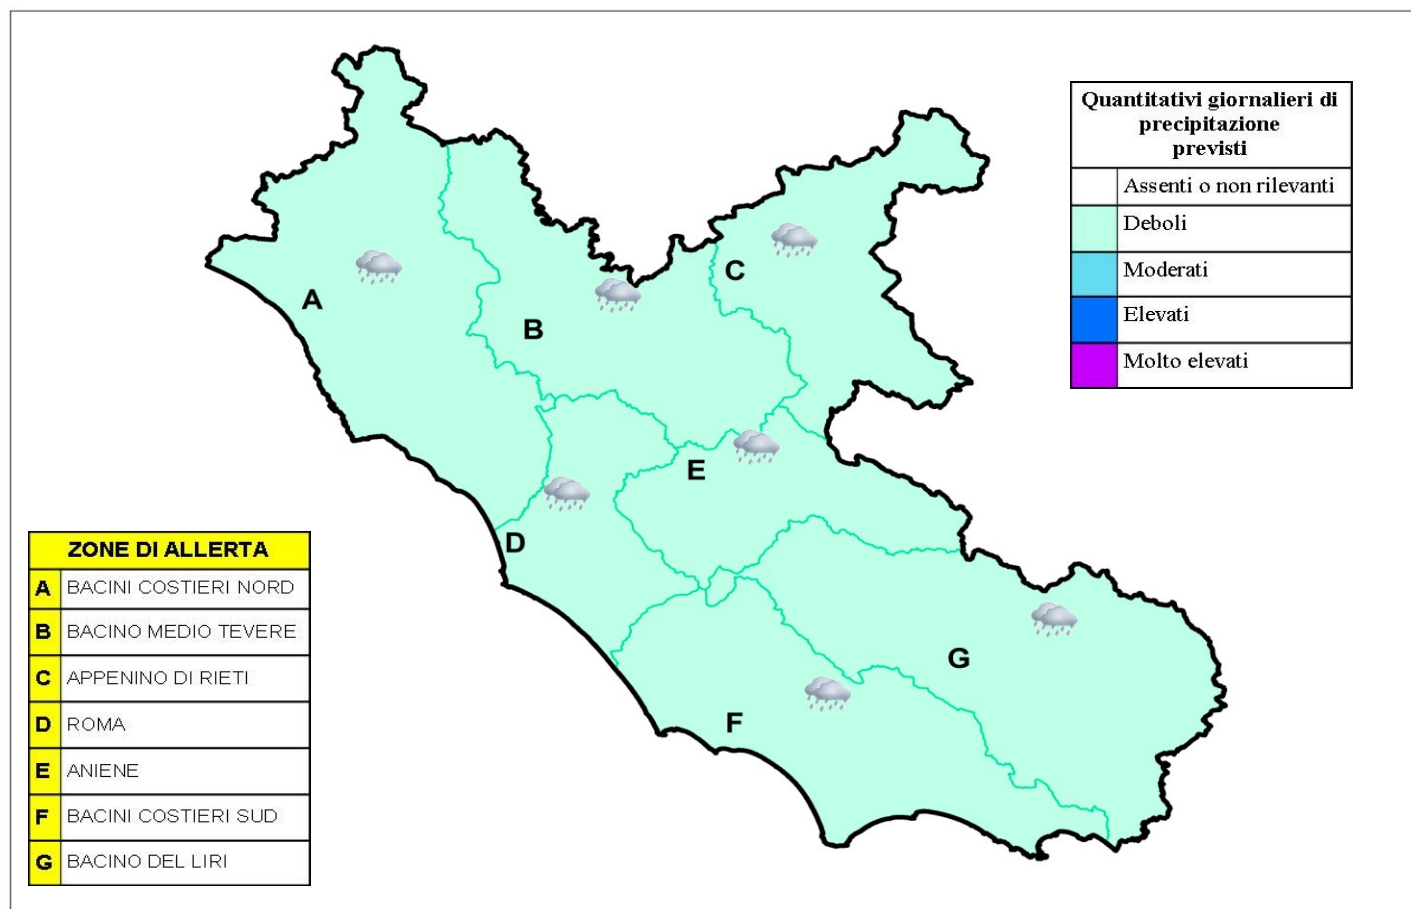 Quantitativi giornalieri di
precipitazione
previsti
Assenti o non rilevanti
Deboli
Moderati
Elevati
Molto elevati
A
B
C
D
E
F
G
ZONE DI ALLERTA
A BACINI COSTIERI NORD
B BACINO MEDIO TEVERE
C APPENINO DI RIETI
D ROMA
E ANIENE
F BACINI COSTIERI SUD
G BACINO DEL LIRI